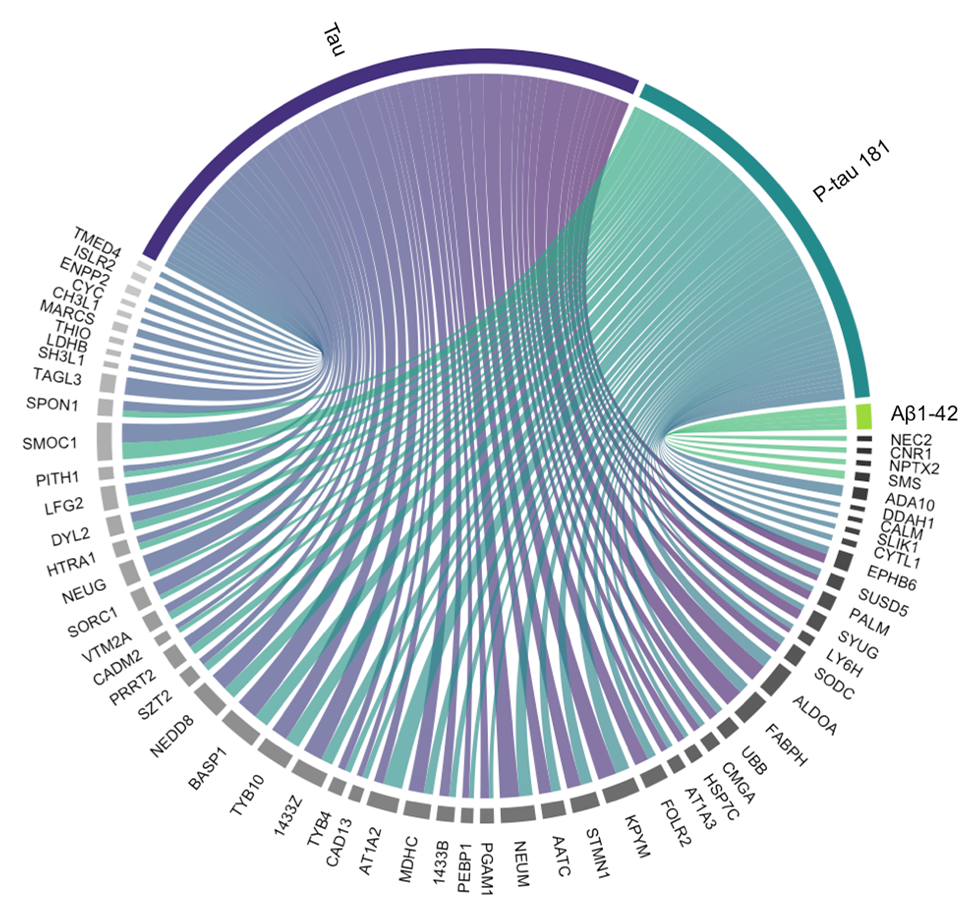 Tau
P-tau 181
Aβ1-42
NEC2
CNR1
NPTX2
SMS
ADA10
DDAH1
CALM
SLIK1
CYTL1
EPHB6
SUSD5
PALM
SYUG
LY6H
SODC
ALDOA
FABPH
UBB
CMGA
HSP7C
AT1A3
FOLR2
KPYM
STMN1
AATC
NEUM
PGAM1
PEBP1
1433B
MDHC
AT1A2
CAD13
TYB4
1433Z
TYB10
BASP1
NEDD8
SZT2
PRRT2
CADM2
VTM2A
SORC1
NEUG
HTRA1
DYL2
LFG2
PITH1
SMOC1
SPON1
TAGL3
SH3L1
LDHB
THIO
MARCS
CH3L1
CYC
ENPP2
ISLR2
TMED4